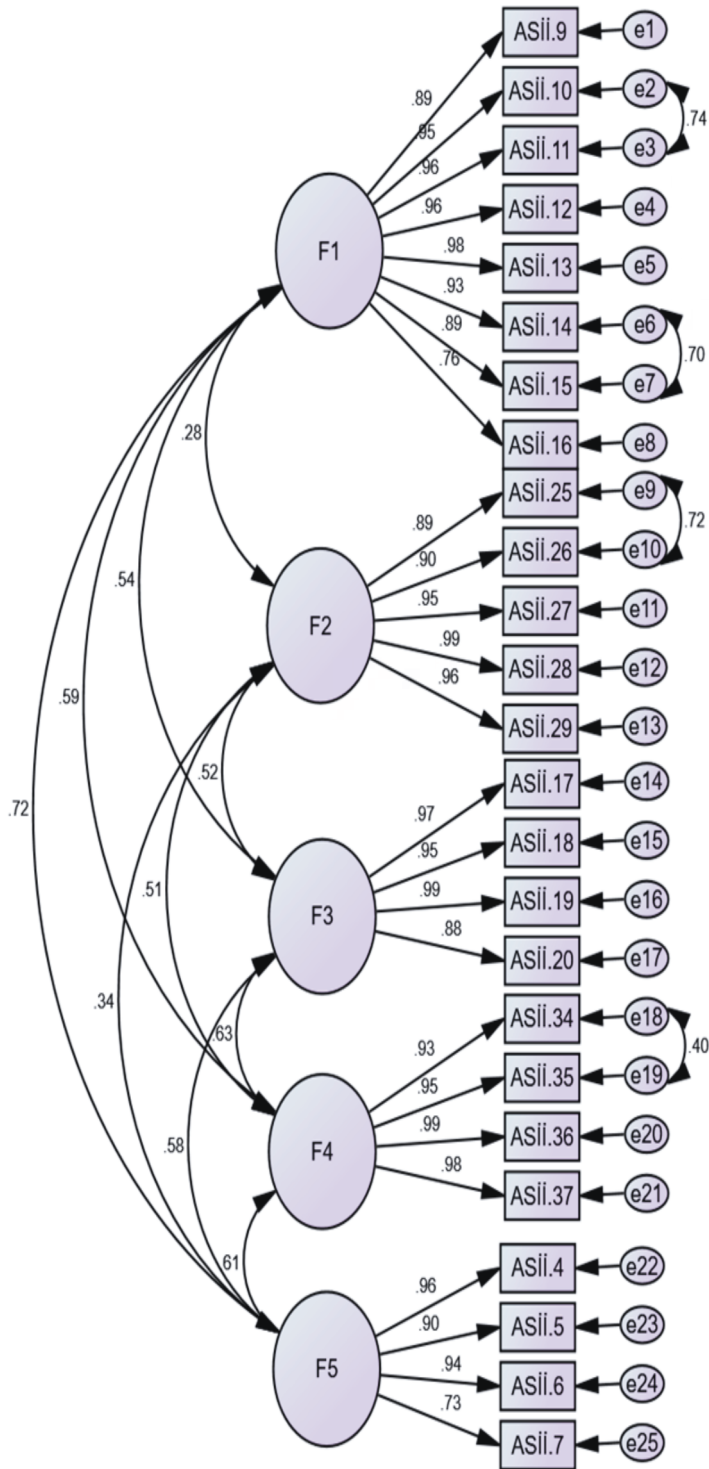 ASİİ.9 e1
.89
ASİİ.10 e2
.95
.74
ASİİ.11 e3
.96
ASİİ.12 e4
.96
F1
ASİİ.13 e5
.98
ASİİ.14 e6
.93
.70
ASİİ.15 e7
.89
ASİİ.16 e8
.76
.28
ASİİ.25 e9
.89
.72
ASİİ.26 e10
.90
.54
ASİİ.27 e11
.95
F2
ASİİ.28 e12
.99
ASİİ.29 e13
.96
.59
.52
ASİİ.17 e14
.97
.72
ASİİ.18 e15
.95
.51
ASİİ.19 e16
.99
F3
ASİİ.20 e17
.88
.34
.63
ASİİ.34 e18
.93
.40
ASİİ.35 e19
.95
ASİİ.36 e20
.99
.58
F4
ASİİ.37 e21
.98
.61
ASİİ.4 e22
.96
ASİİ.5 e23
.90
F5
ASİİ.6 e24
.94
ASİİ.7 e25
.73